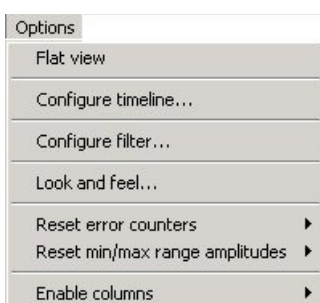 Options
Flat view
Configure timeline...
Configure filter...
Look and feel...
Reset error counters
Reset min/max range amplitudes
Enable columns